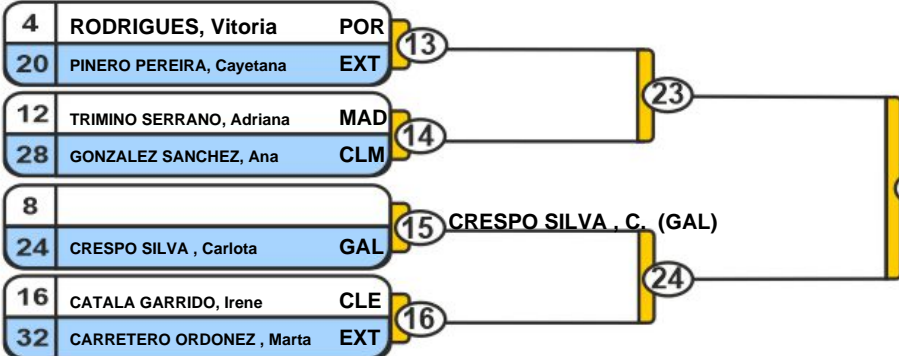 4 RODRIGUES, Vitoria POR
13
20 PINERO PEREIRA, Cayetana EXT
23
12 TRIMINO SERRANO, Adriana MAD
14
28 GONZALEZ SANCHEZ, Ana CLM
8
15 CRESPO SILVA , C. (GAL)
24 CRESPO SILVA , Carlota GAL
24
16 CATALA GARRIDO, Irene CLE
16
32 CARRETERO ORDONEZ , Marta EXT